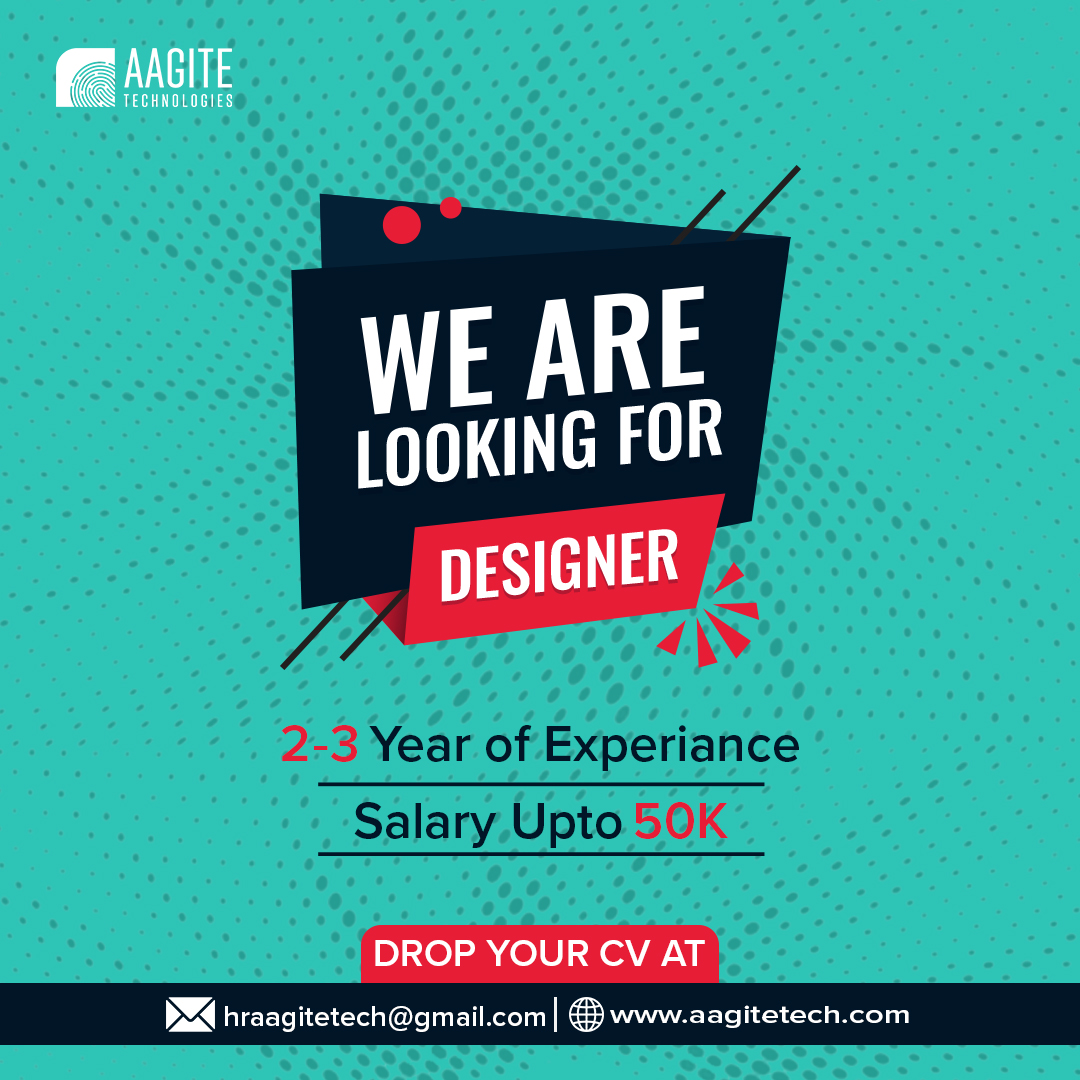 AAGITE
TECHNOLOGIES
WE ARE
LOOKING FOR
DESIGNER
2-3 Year of Experiance
Salary Upto 50K
DROP YOUR CV AT
hraagitetech@gmail.com | www.aagitetech.com